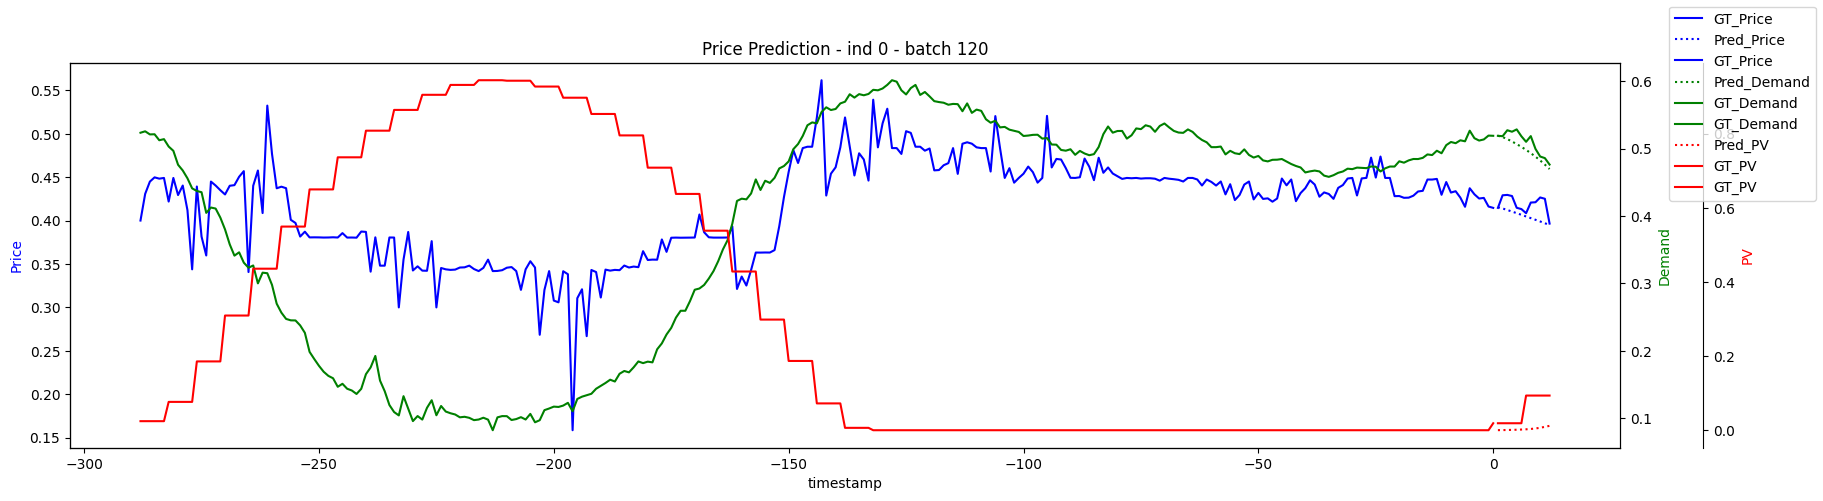 Price Prediction - ind 0 - batch 120
GT_Price
Pred_Price
GT_Price
Pred_Demand
GT_Demand
GT_Demand
Pred_PV
GT_PV
GT_PV
Price
0.55
0.50
0.45
0.40
0.35
0.30
0.25
0.20
0.15
0.6
0.5
0.4
0.3
0.2
0.1
Demand
0.8
0.6
0.4
0.2
0.0
PV
−300
−250
−200
−150
−100
−50
0
timestamp